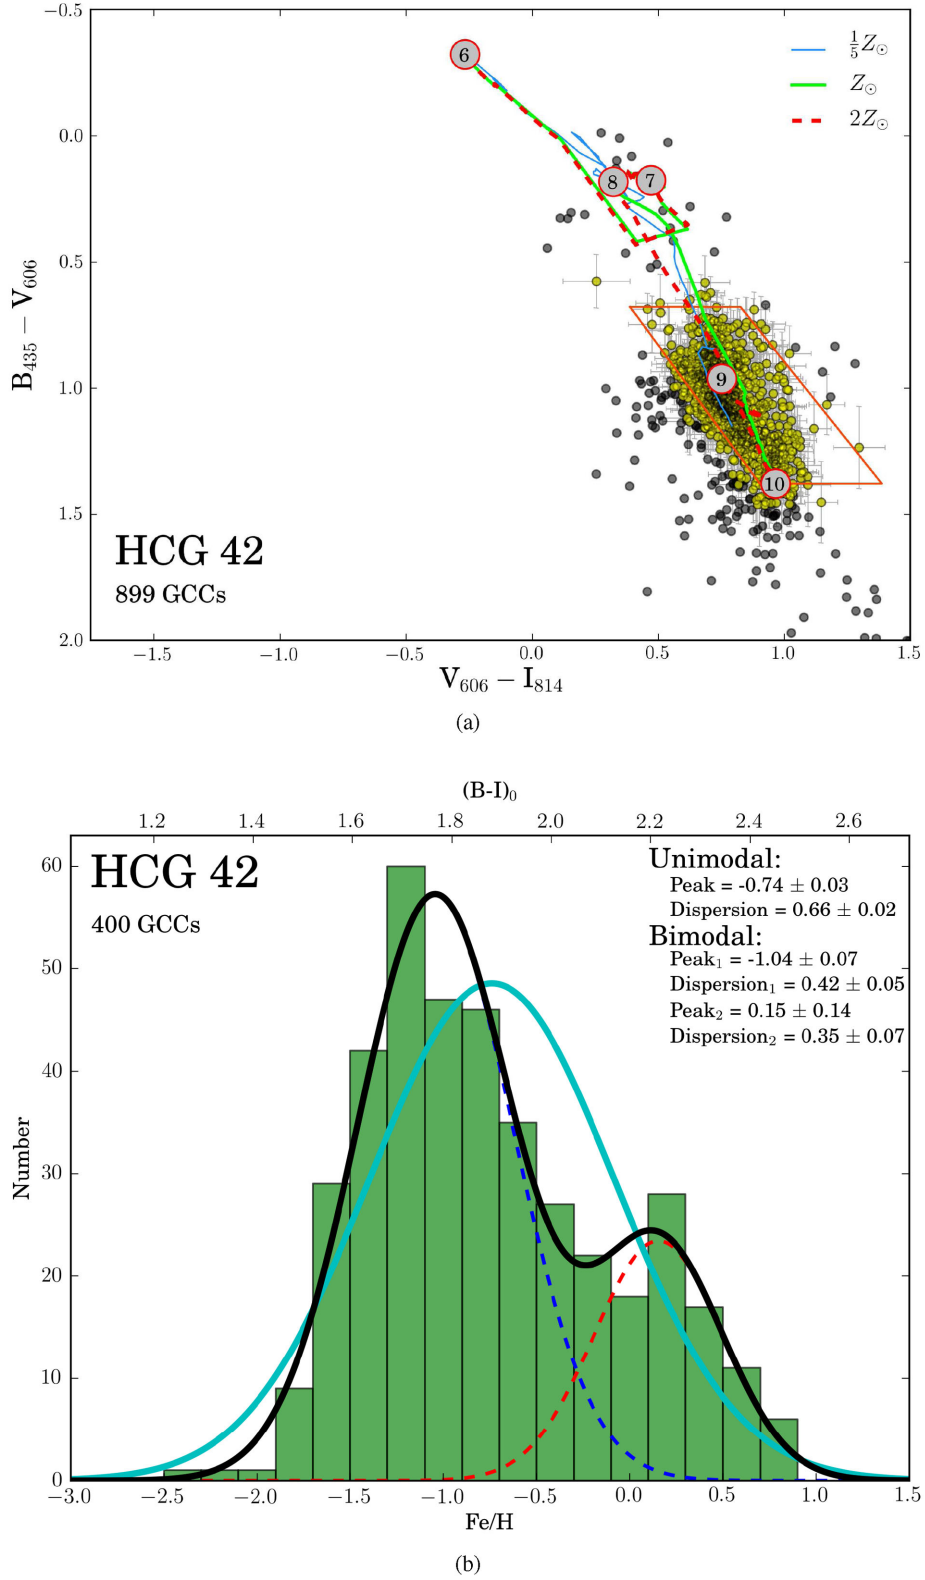 −0.5
0.0
0.5
1.0
1.5
2.0
B₄₃₅ − V₆₀₆
6
8
7
9
10
1/5 Z⊙
Z⊙
2Z⊙
HCG 42
899 GCCs
−1.5 −1.0 −0.5 0.0 0.5 1.0 1.5
V₆₀₆ − I₈₁₄
(a)
(B-I)₀
1.2 1.4 1.6 1.8 2.0 2.2 2.4 2.6
HCG 42
400 GCCs
Unimodal:
Peak = -0.74 ± 0.03
Dispersion = 0.66 ± 0.02
Bimodal:
Peak₁ = -1.04 ± 0.07
Dispersion₁ = 0.42 ± 0.05
Peak₂ = 0.15 ± 0.14
Dispersion₂ = 0.35 ± 0.07
60
50
40
30
20
10
0
Number
−3.0 −2.5 −2.0 −1.5 −1.0 −0.5 0.0 0.5 1.0 1.5
Fe/H
(b)